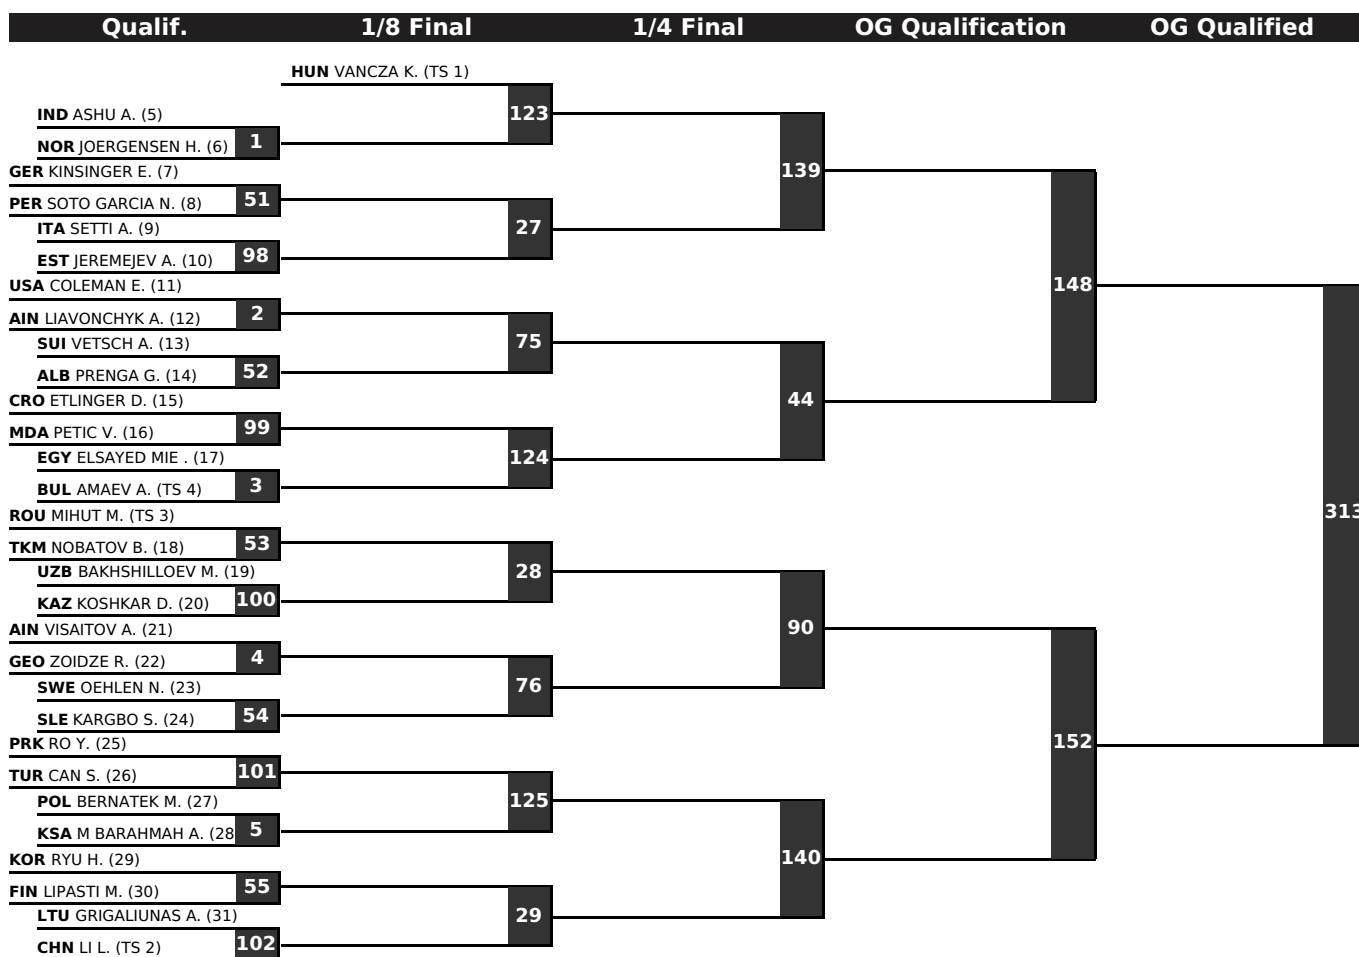 Qualif. 1/8 Final 1/4 Final OG Qualification OG Qualified
HUN VANCZA K. (TS 1)
123
IND ASHU A. (5)
1
NOR JOERGENSEN H. (6)
139
GER KINSINGER E. (7)
51
PER SOTO GARCIA N. (8)
27
ITA SETTI A. (9)
98
EST JEREMEJEV A. (10)
148
USA COLEMAN E. (11)
2
AIN LIAVONCHYK A. (12)
75
SUI VETSCH A. (13)
52
ALB PRENGA G. (14)
44
CRO ETLINGER D. (15)
99
MDA PETIC V. (16)
124
EGY ELSAYED MIE . (17)
3
BUL AMAEV A. (TS 4)
313
ROU MIHUT M. (TS 3)
53
TKM NOBATOV B. (18)
28
UZB BAKHSHILLOEV M. (19)
100
KAZ KOSHKAR D. (20)
90
AIN VISAITOV A. (21)
4
GEO ZOIDZE R. (22)
76
SWE OEHLEN N. (23)
54
SLE KARGBO S. (24)
152
PRK RO Y. (25)
101
TUR CAN S. (26)
125
POL BERNATEK M. (27)
5
KSA M BARAHMAH A. (28
140
KOR RYU H. (29)
55
FIN LIPASTI M. (30)
29
LTU GRIGALIUNAS A. (31)
102
CHN LI L. (TS 2)